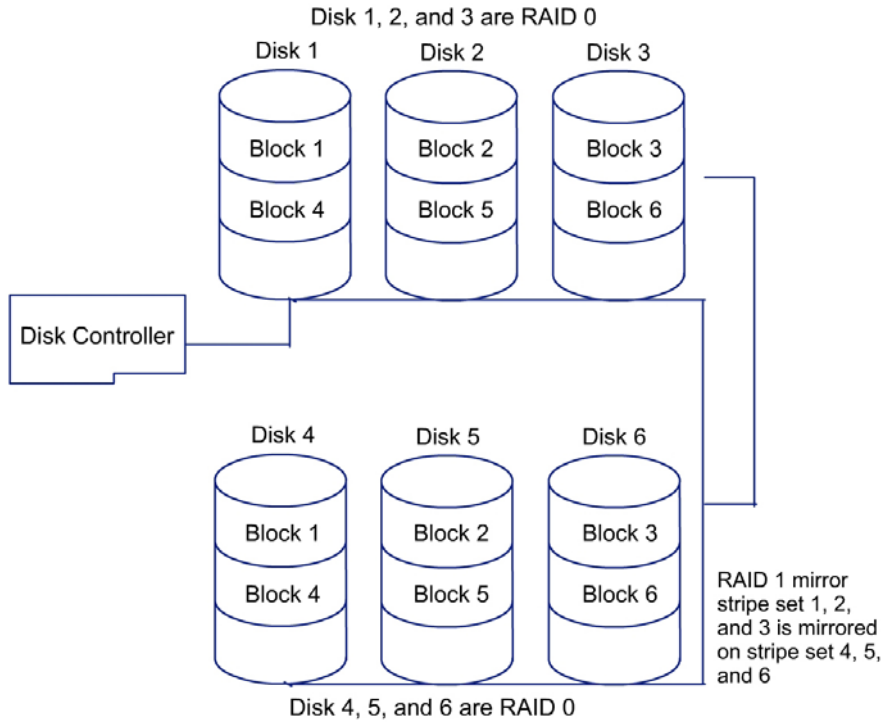 Disk 1, 2, and 3 are RAID 0
Disk 1
Disk 2
Disk 3
Block 1
Block 2
Block 3
Block 4
Block 5
Block 6
Disk Controller
Disk 4
Disk 5
Disk 6
Block 1
Block 2
Block 3
Block 4
Block 5
Block 6
RAID 1 mirror
stripe set 1, 2,
and 3 is mirrored
on stripe set 4, 5,
and 6
Disk 4, 5, and 6 are RAID 0